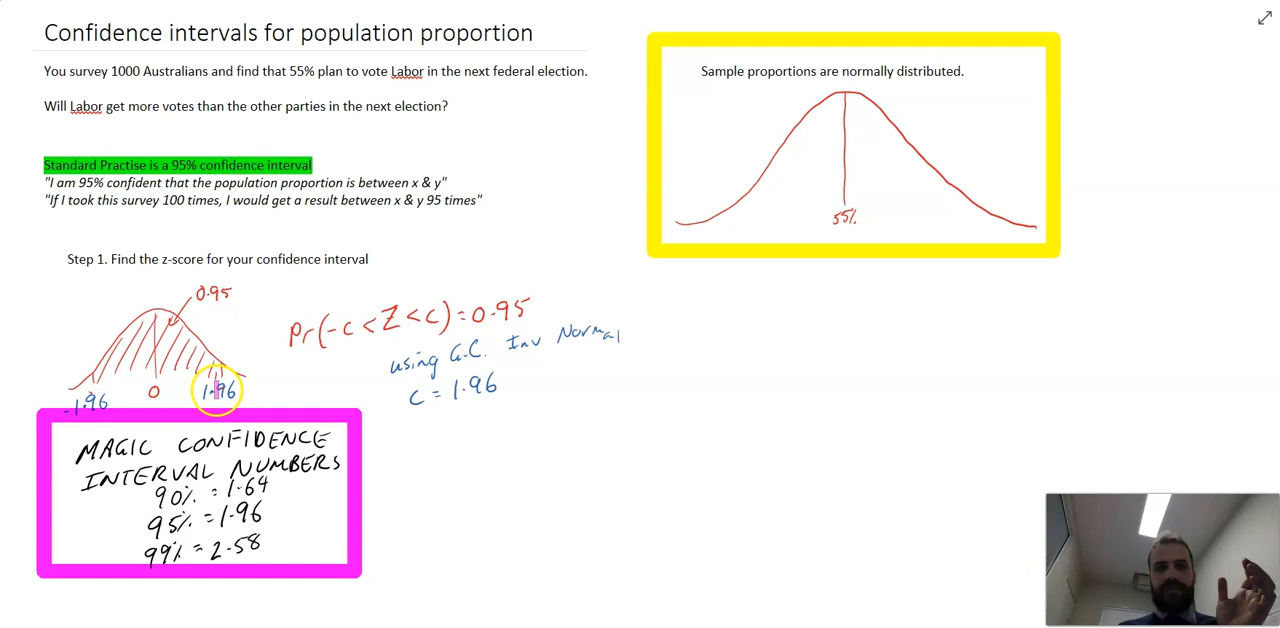 Confidence intervals for population proportion
You survey 1000 Australians and find that 55% plan to vote Labor in the next federal election.
Will Labor get more votes than the other parties in the next election?
Standard Practise is a 95% confidence interval
"I am 95% confident that the population proportion is between x & y"
"If I took this survey 100 times, I would get a result between x & y 95 times"
Step 1. Find the z-score for your confidence interval
0.95
-1.96
0
1.96
Pr(-c < Z < c) = 0.95
using G.C. Inv Normal
c = 1.96
MAGIC CONFIDENCE
INTERVAL NUMBERS
90% = 1.64
95% = 1.96
99% = 2.58
Sample proportions are normally distributed.
55%